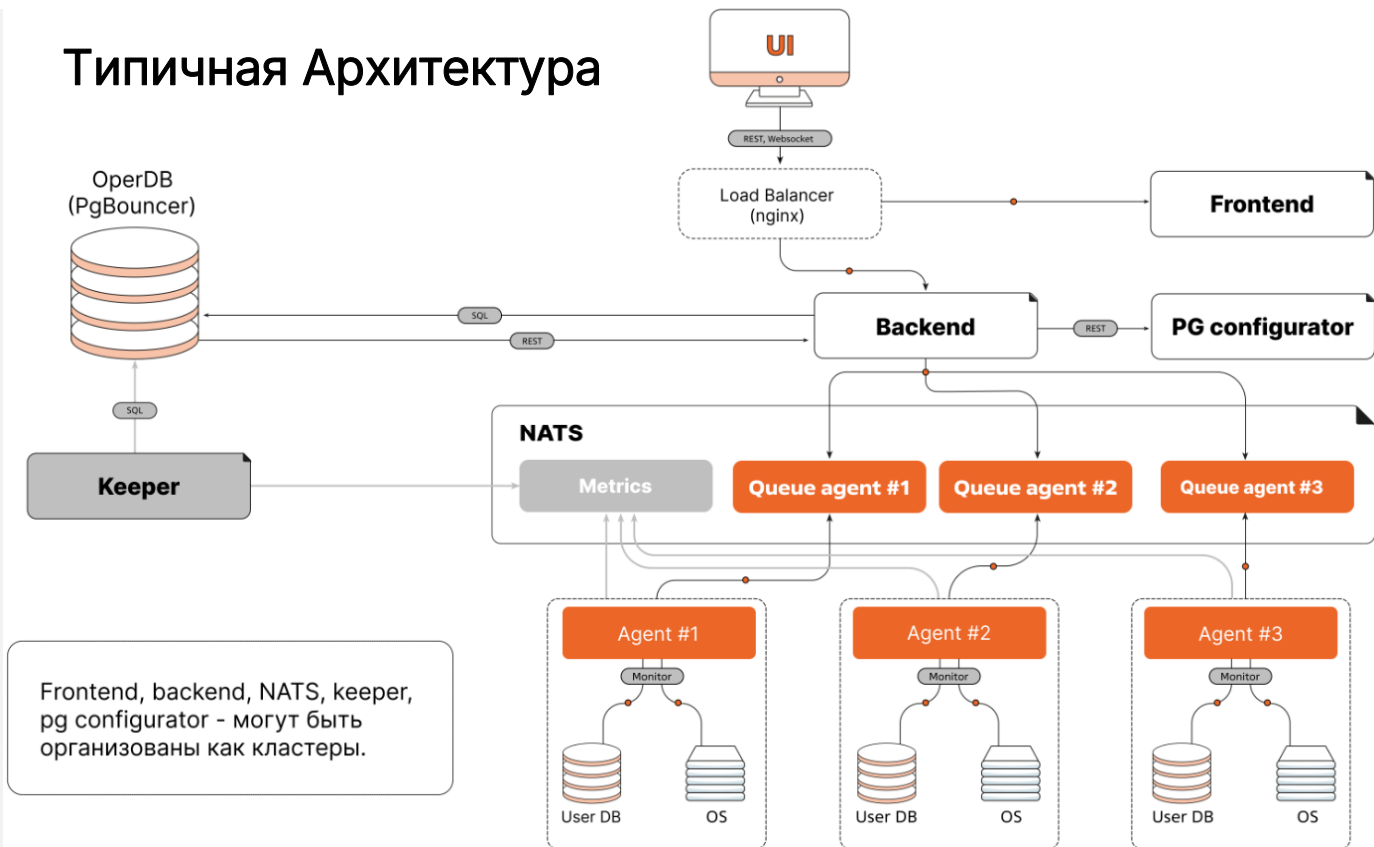 Типичная Архитектура
UI
REST, Websocket
Load Balancer
(nginx)
Frontend
OperDB
(PgBouncer)
SQL
REST
Backend
REST
PG configurator
SQL
Keeper
NATS
Metrics
Queue agent #1
Queue agent #2
Queue agent #3
Agent #1
Monitor
User DB
OS
Agent #2
Monitor
User DB
OS
Agent #3
Monitor
User DB
OS
Frontend, backend, NATS, keeper,
pg configurator - могут быть
организованы как кластеры.